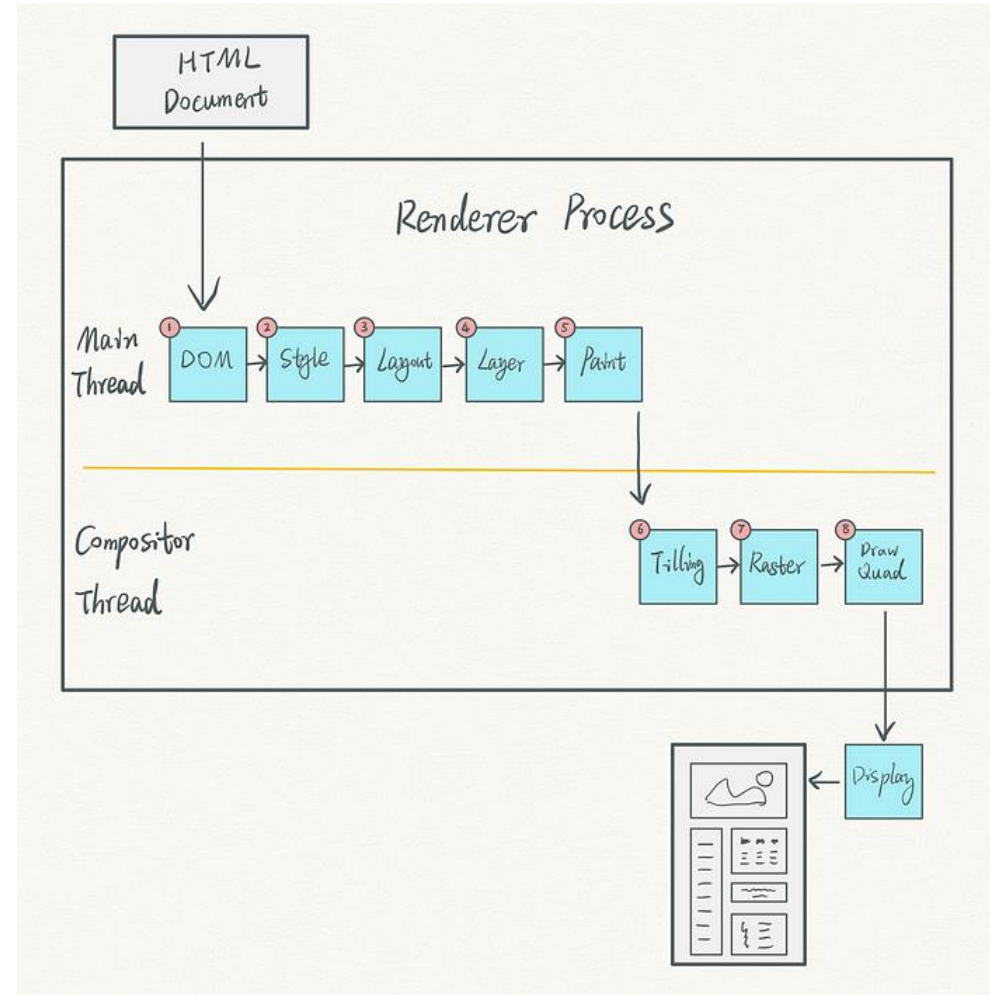 HTML
Document
Renderer Process
Main
Thread
1
2
3
4
5
DOM
Style
Layout
Layer
Paint
Compositor
Thread
6
7
8
Tilling
Raster
Draw
Quad
Display